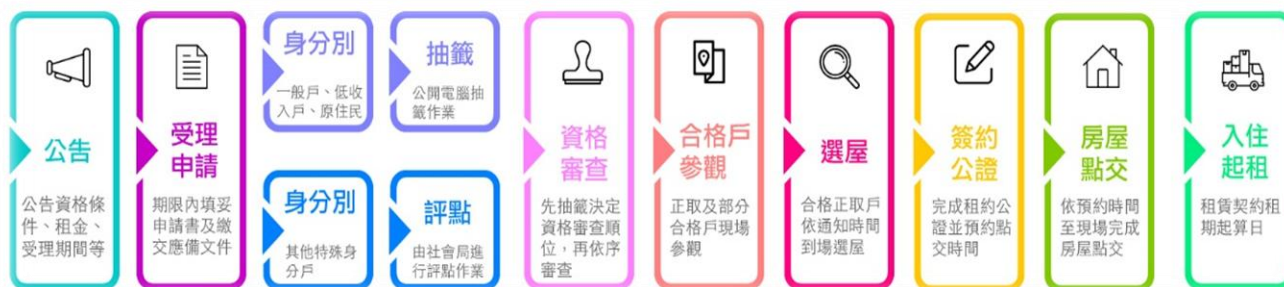 公告
公告資格條
件、租金、
受理期間等
受理
申請
期限內填妥
申請書及繳
交應備文件
身分別
一般戶、低收
入戶、原住民
抽籤
公開電腦抽
籤作業
身分別
其他特殊身
分戶
評點
由社會局進
行評點作業
資格
審查
先抽籤決定
資格審查順
位，再依序
審查
合格戶
參觀
正取及部分
合格戶現場
參觀
選屋
合格正取戶
依通知時間
到場選屋
簽約
公證
完成租約公
證並預約點
交時間
房屋
點交
依預約時間
至現場完成
房屋點交
入住
起租
租賃契約租
期起算日